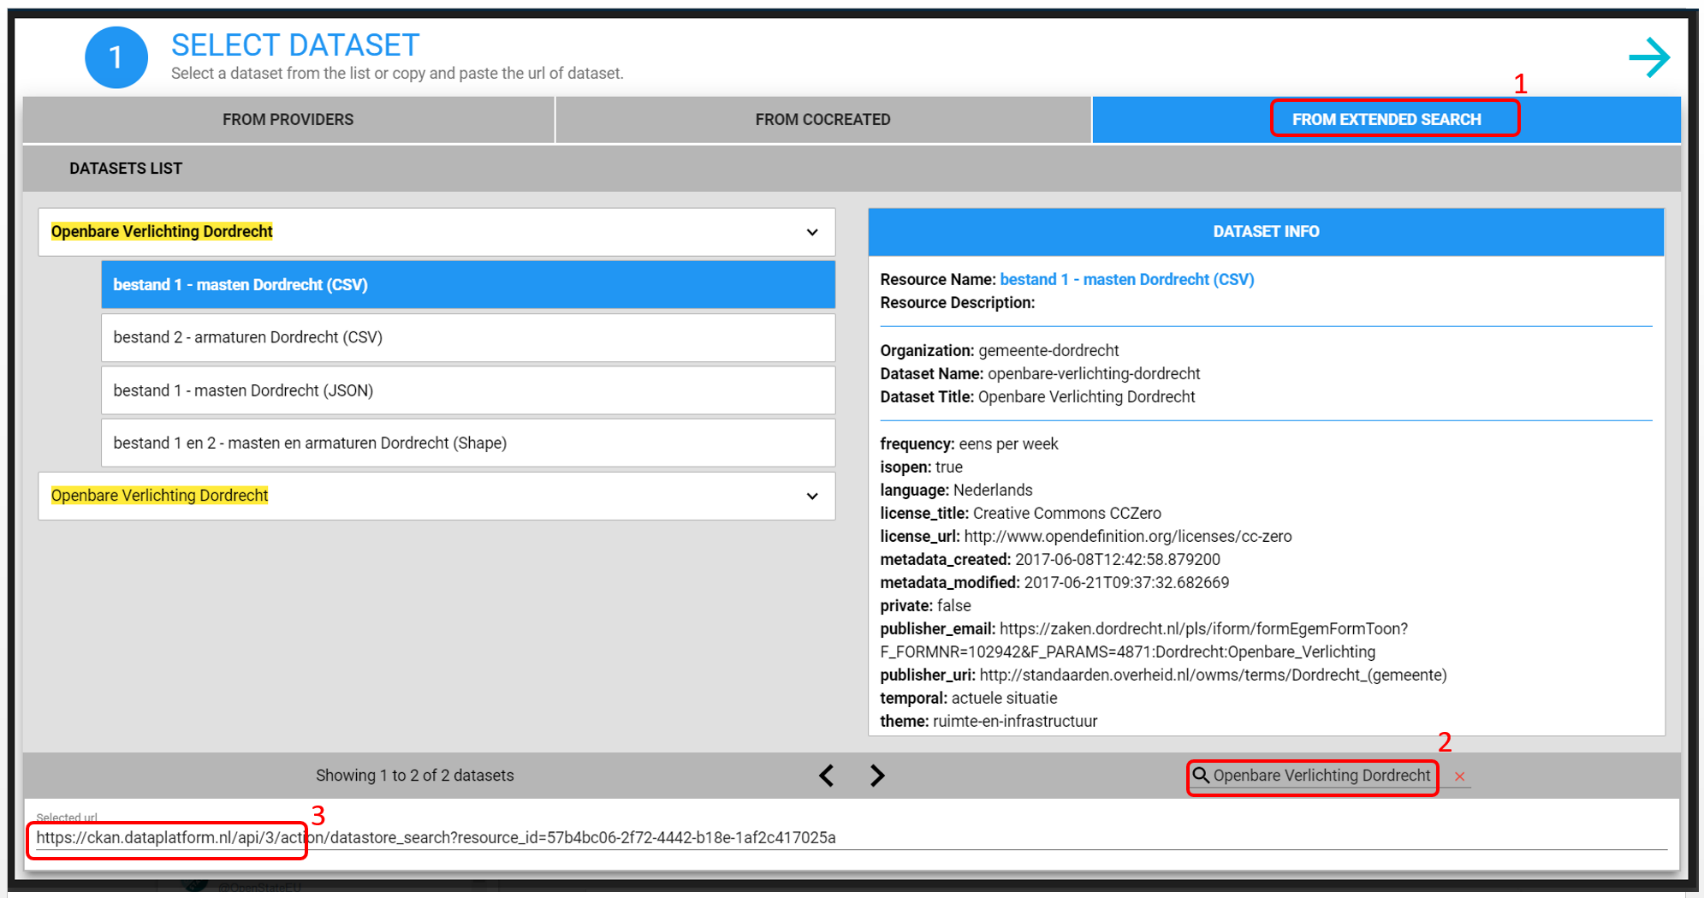 1
SELECT DATASET
Select a dataset from the list or copy and paste the url of dataset.
1
FROM PROVIDERS
FROM COCREATED
FROM EXTENDED SEARCH
DATASETS LIST
Openbare Verlichting Dordrecht
bestand 1 - masten Dordrecht (CSV)
bestand 2 - armaturen Dordrecht (CSV)
bestand 1 - masten Dordrecht (JSON)
bestand 1 en 2 - masten en armaturen Dordrecht (Shape)
Openbare Verlichting Dordrecht
DATASET INFO
Resource Name: bestand 1 - masten Dordrecht (CSV)
Resource Description:
Organization: gemeente-dordrecht
Dataset Name: openbare-verlichting-dordrecht
Dataset Title: Openbare Verlichting Dordrecht
frequency: eens per week
isopen: true
language: Nederlands
license_title: Creative Commons CCZero
license_url: http://www.opendefinition.org/licenses/cc-zero
metadata_created: 2017-06-08T12:42:58.879200
metadata_modified: 2017-06-21T09:37:32.682669
private: false
publisher_email: https://zaken.dordrecht.nl/pls/iform/formEgemFormToon?
F_FORMNR=102942&F_PARAMS=4871:Dordrecht:Openbare_Verlichting
publisher_uri: http://standaarden.overheid.nl/owms/terms/Dordrecht_(gemeente)
temporal: actuele situatie
theme: ruimte-en-infrastructuur
2
Showing 1 to 2 of 2 datasets
Openbare Verlichting Dordrecht
3
Selected url
https://ckan.dataplatform.nl/api/3/action/datastore_search?resource_id=57b4bc06-2f72-4442-b18e-1af2c417025a
@OpenStateEU